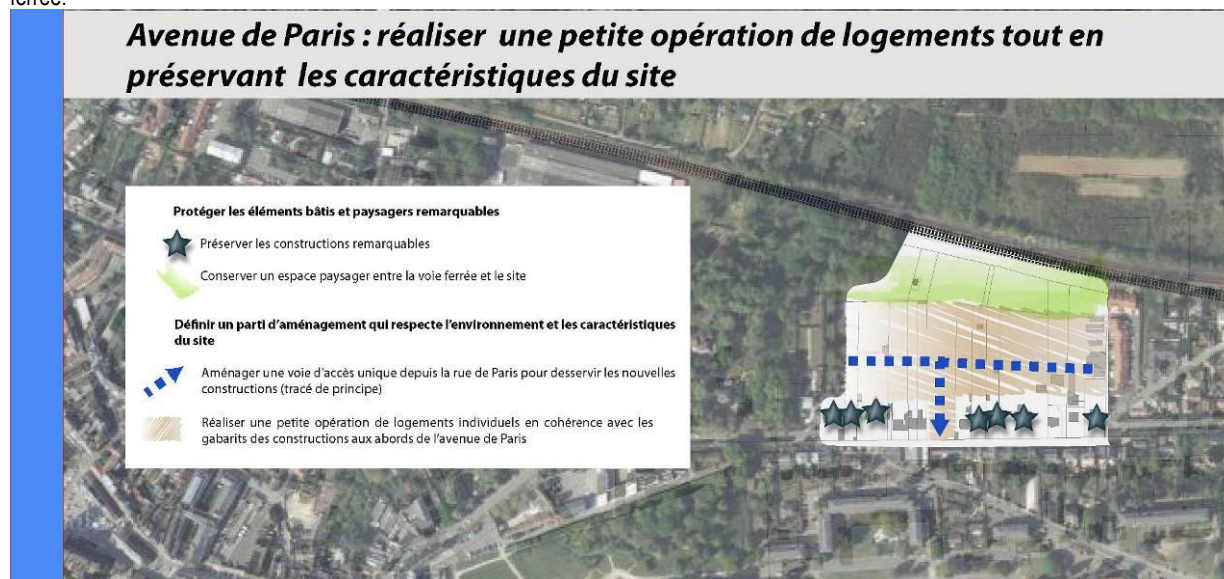 ferrée.
Avenue de Paris : réaliser une petite opération de logements tout en
préservant les caractéristiques du site
Protéger les éléments bâtis et paysagers remarquables
Préserver les constructions remarquables
Conserver un espace paysager entre la voie ferrée et le site
Définir un parti d'aménagement qui respecte l'environnement et les caractéristiques
du site
Aménager une voie d'accès unique depuis la rue de Paris pour desservir les nouvelles
constructions (tracé de principe)
Réaliser une petite opération de logements individuels en cohérence avec les
gabarits des constructions aux abords de l'avenue de Paris